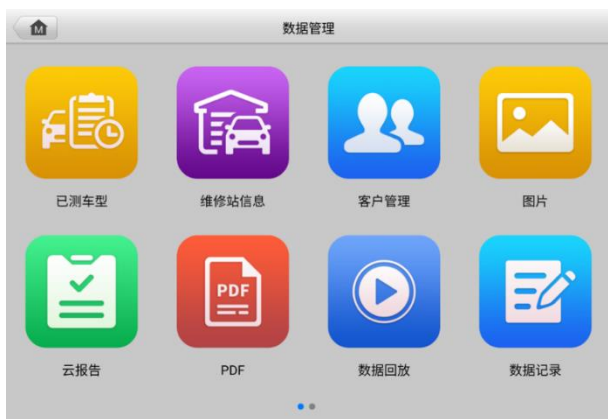 M
数据管理
已测车型
维修站信息
客户管理
图片
PDF
云报告
PDF
数据回放
数据记录